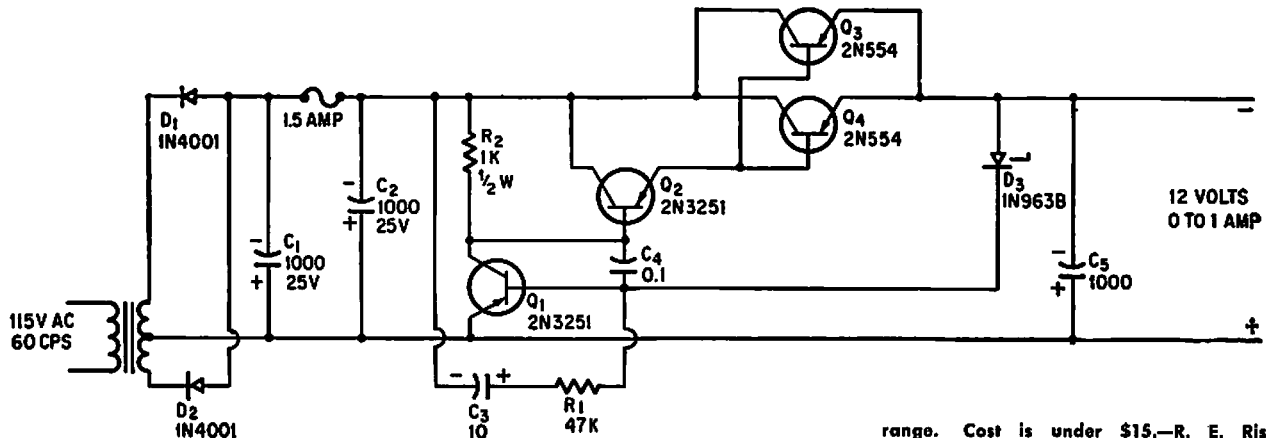 D1
1N4001
115V AC
60 CPS
D2
1N4001
-
C1
1000
25V
+
1.5 AMP
-
C2
1000
25V
+
R2
1K
1/2 W
Q1
2N3251
-
C3
10
+
R1
47K
Q2
2N3251
C4
0.1
Q3
2N554
Q4
2N554
D3
1N963B
-
C5
1000
+
-
12 VOLTS
0 TO 1 AMP
+
range. Cost is under $15.—R. E. Ris